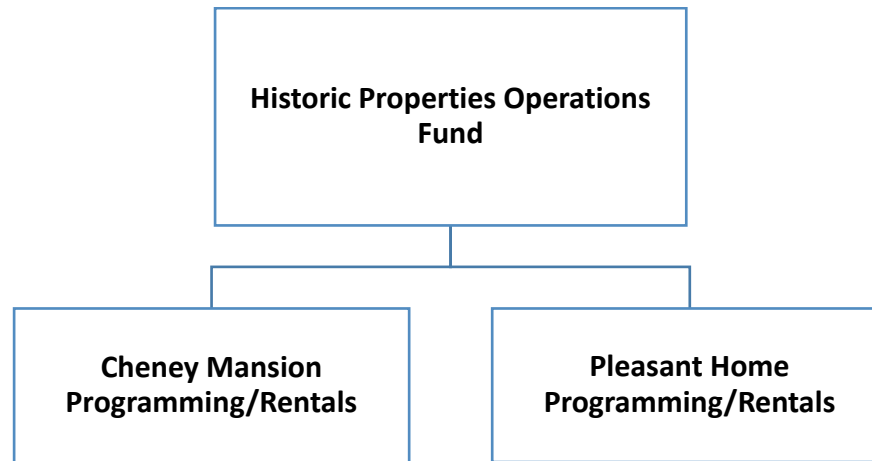 Historic Properties Operations
Fund
Cheney Mansion
Programming/Rentals
Pleasant Home
Programming/Rentals